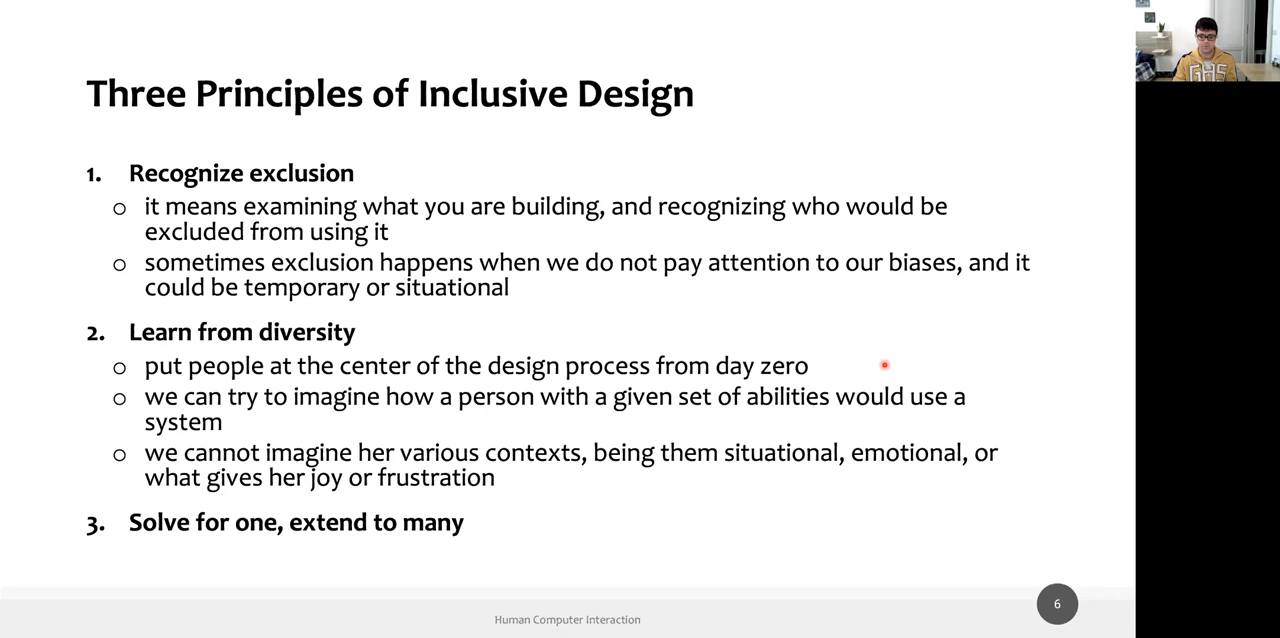 Three Principles of Inclusive Design
1. Recognize exclusion
o it means examining what you are building, and recognizing who would be
excluded from using it
o sometimes exclusion happens when we do not pay attention to our biases, and it
could be temporary or situational
2. Learn from diversity
o put people at the center of the design process from day zero
o we can try to imagine how a person with a given set of abilities would use a
system
o we cannot imagine her various contexts, being them situational, emotional, or
what gives her joy or frustration
3. Solve for one, extend to many
6
Human Computer Interaction
GHS